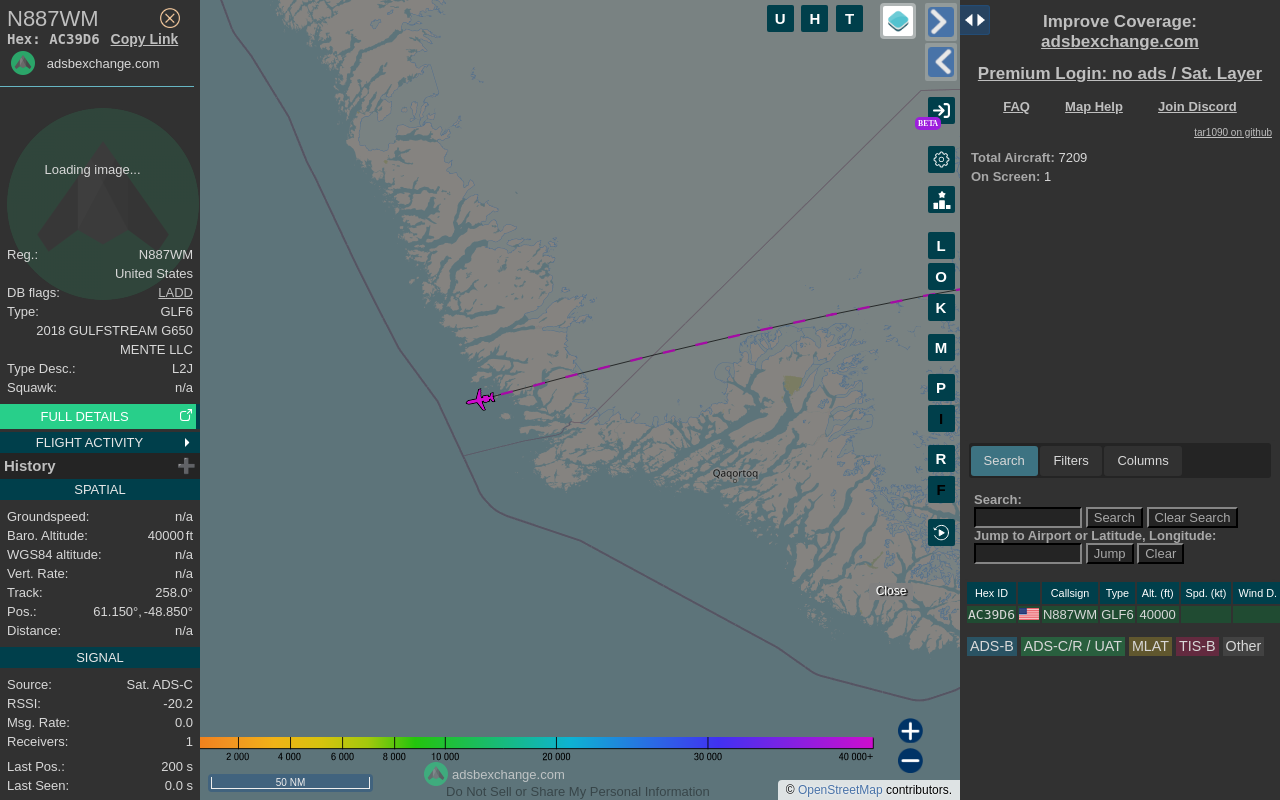 N887WM
Hex: AC39D6 Copy Link
adsbexchange.com
Loading image...
Reg.: N887WM
United States
DB flags: LADD
Type: GLF6
2018 GULFSTREAM G650
MENTE LLC
Type Desc.: L2J
Squawk: n/a
FULL DETAILS
FLIGHT ACTIVITY
History
SPATIAL
Groundspeed: n/a
Baro. Altitude: 40000 ft
WGS84 altitude: n/a
Vert. Rate: n/a
Track: 258.0°
Pos.: 61.150°, -48.850°
Distance: n/a
SIGNAL
Source: Sat. ADS-C
RSSI: -20.2
Msg. Rate: 0.0
Receivers: 1
Last Pos.: 200 s
Last Seen: 0.0 s
U H T
BETA
L
O
K
M
P
I
R
F
Qaqortoq
Close
2 000 4 000 6 000 8 000 10 000 20 000 30 000 40 000+
50 NM
adsbexchange.com
Do Not Sell or Share My Personal Information
© OpenStreetMap contributors.
Improve Coverage:
adsbexchange.com
Premium Login: no ads / Sat. Layer
FAQ Map Help Join Discord
tar1090 on github
Total Aircraft: 7209
On Screen: 1
Search Filters Columns
Search:
Search Clear Search
Jump to Airport or Latitude, Longitude:
Jump Clear
Hex ID Callsign Type Alt. (ft) Spd. (kt) Wind D.
AC39D6 N887WM GLF6 40000
ADS-B ADS-C/R / UAT MLAT TIS-B Other